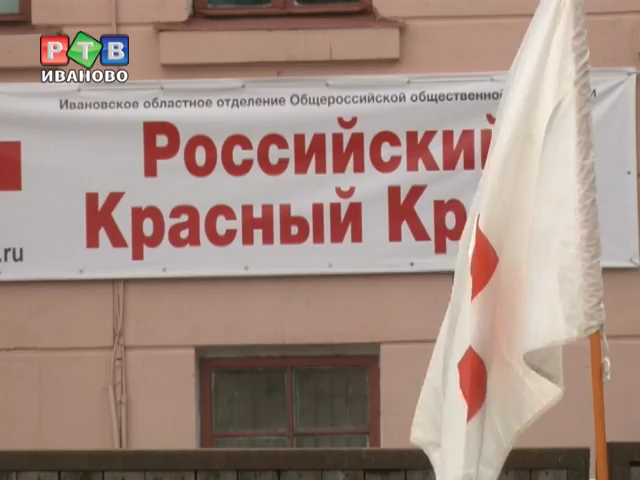 РТВ
ИВАНОВО
Ивановское областное отделение Общероссийской общественной
Российский
Красный Кр
.ru